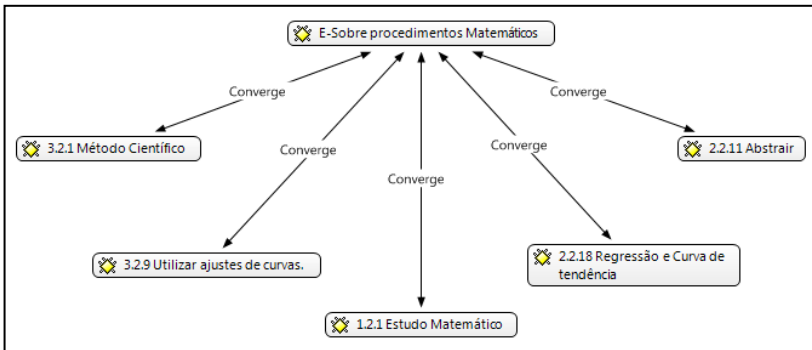 E-Sobre procedimentos Matemáticos
Converge
Converge
Converge
Converge
Converge
3.2.1 Método Científico
2.2.11 Abstrair
3.2.9 Utilizar ajustes de curvas.
2.2.18 Regressão e Curva de
tendência
1.2.1 Estudo Matemático